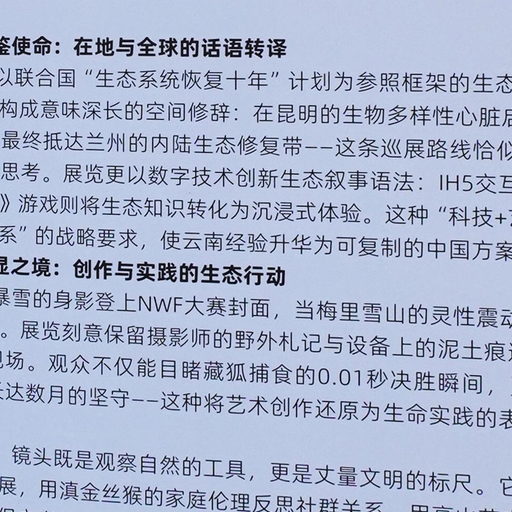 使命：在地与全球的话语转译
以联合国“生态系统恢复十年”计划为参照框架的生态
构成意味深长的空间修辞：在昆明的生物多样性心脏启
最终抵达兰州的内陆生态修复带——这条巡展路线恰似
思考。展览更以数字技术创新生态叙事语法：IH5交互
》游戏则将生态知识转化为沉浸式体验。这种“科技+
系”的战略要求，使云南经验升华为可复制的中国方案
显之境：创作与实践的生态行动
暴雪的身影登上NWF大赛封面，当梅里雪山的灵性震动
。展览刻意保留摄影师的野外札记与设备上的泥土痕
现场。观众不仅能目睹藏狐捕食的0.01秒决胜瞬间，
长达数月的坚守——这种将艺术创作还原为生命实践的表
镜头既是观察自然的工具，更是丈量文明的标尺。它
展，用滇金丝猴的家庭伦理反思社群关系，用高山